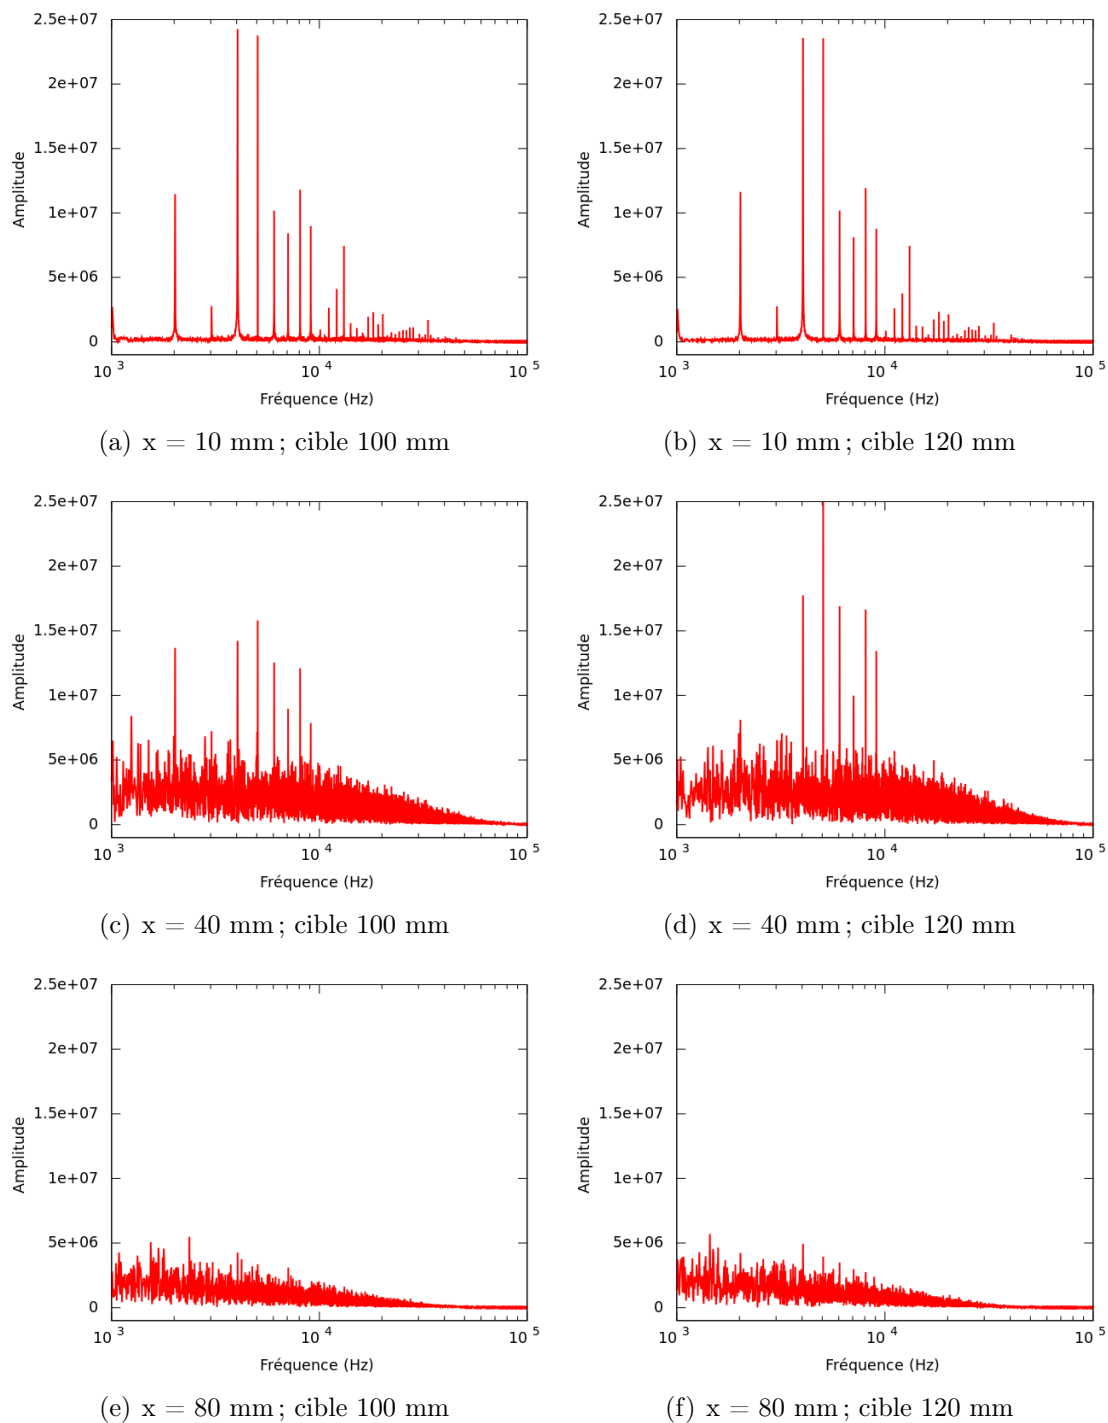 2.5e+07
2e+07
1.5e+07
1e+07
5e+06
0
Amplitude
10 3 10 4 10 5
Fréquence (Hz)
(a) x = 10 mm ; cible 100 mm
2.5e+07
2e+07
1.5e+07
1e+07
5e+06
0
Amplitude
10 3 10 4 10 5
Fréquence (Hz)
(b) x = 10 mm ; cible 120 mm
2.5e+07
2e+07
1.5e+07
1e+07
5e+06
0
Amplitude
10 3 10 4 10 5
Fréquence (Hz)
(c) x = 40 mm ; cible 100 mm
2.5e+07
2e+07
1.5e+07
1e+07
5e+06
0
Amplitude
10 3 10 4 10 5
Fréquence (Hz)
(d) x = 40 mm ; cible 120 mm
2.5e+07
2e+07
1.5e+07
1e+07
5e+06
0
Amplitude
10 3 10 4 10 5
Fréquence (Hz)
(e) x = 80 mm ; cible 100 mm
2.5e+07
2e+07
1.5e+07
1e+07
5e+06
0
Amplitude
10 3 10 4 10 5
Fréquence (Hz)
(f) x = 80 mm ; cible 120 mm